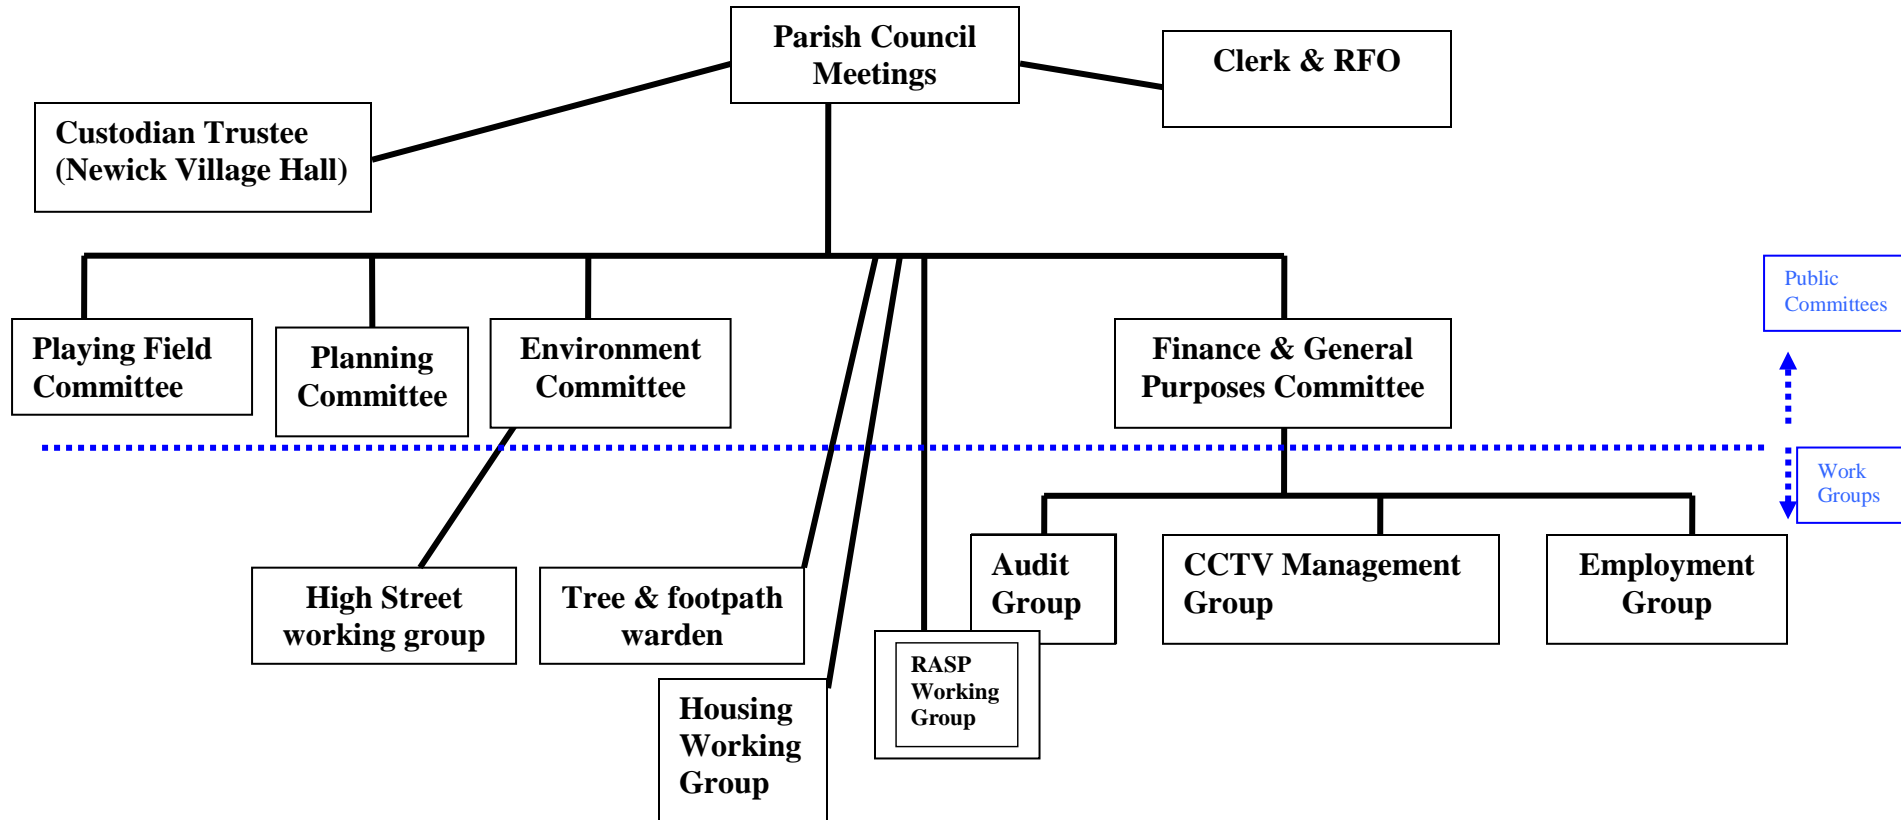 Parish Council
Meetings
Clerk & RFO
Custodian Trustee
(Newick Village Hall)
Public
Committees
Playing Field
Committee
Planning
Committee
Environment
Committee
Finance & General
Purposes Committee
Work
Groups
High Street
working group
Tree & footpath
warden
Audit
Group
CCTV Management
Group
Employment
Group
RASP
Working
Group
Housing
Working
Group